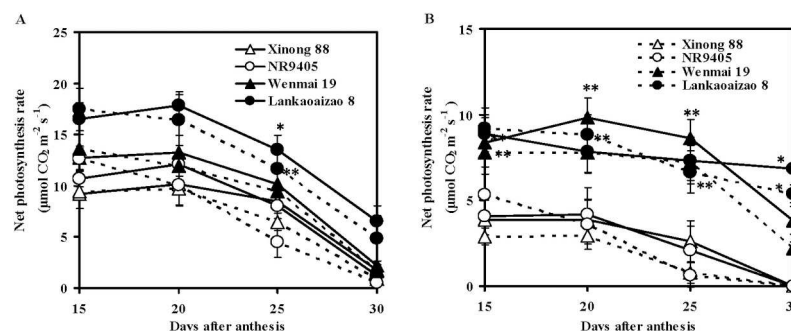 A
25
20
15
10
5
0
15
20
25
30
Net photosynthesis rate
(μmol CO₂ m⁻² s⁻¹)
Days after anthesis
Xinong 88
NR9405
Wenmai 19
Lankaoaizao 8
*
**
B
15
10
5
0
15
20
25
3
Net photosynthesis rate
(μmol CO₂ m⁻² s⁻¹)
Days after anthesis
Xinong 88
NR9405
Wenmai 19
Lankaoaizao 8
**
**
**
**
**
*
*